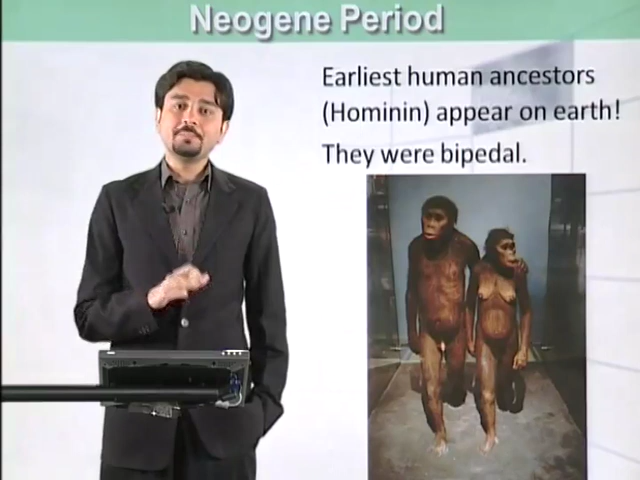 Neogene Period
Earliest human ancestors
(Hominin) appear on earth!
They were bipedal.